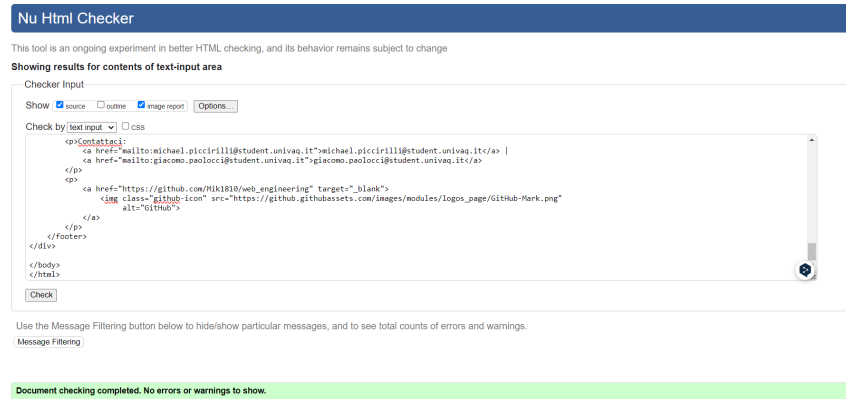 Nu Html Checker
This tool is an ongoing experiment in better HTML checking, and its behavior remains subject to change
Showing results for contents of text-input area
Checker Input
Show source outline image report Options...
Check by text input css
<p>Contattaci:
<a href="mailto:michael.piccirilli@student.univaq.it">michael.piccirilli@student.univaq.it</a> |
<a href="mailto:giacomo.paolocci@student.univaq.it">giacomo.paolocci@student.univaq.it</a>
</p>
<p>
<a href="https://github.com/Mik1810/web_engineering" target="_blank">
<img class="github-icon" src="https://github.githubassets.com/images/modules/logos_page/GitHub-Mark.png"
alt="GitHub">
</a>
</p>
</footer>
</div>
</body>
</html>
Check
Use the Message Filtering button below to hide/show particular messages, and to see total counts of errors and warnings.
Message Filtering
Document checking completed. No errors or warnings to show.